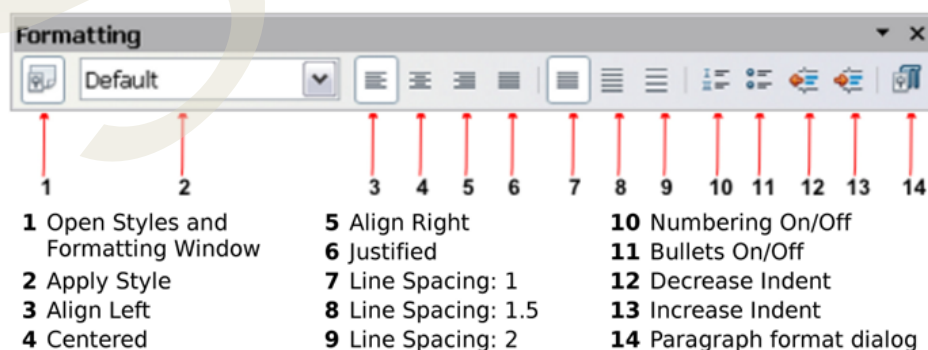 Formatting
Default
1 2 3 4 5 6 7 8 9 10 11 12 13 14
1 Open Styles and
Formatting Window
2 Apply Style
3 Align Left
4 Centered
5 Align Right
6 Justified
7 Line Spacing: 1
8 Line Spacing: 1.5
9 Line Spacing: 2
10 Numbering On/Off
11 Bullets On/Off
12 Decrease Indent
13 Increase Indent
14 Paragraph format dialog